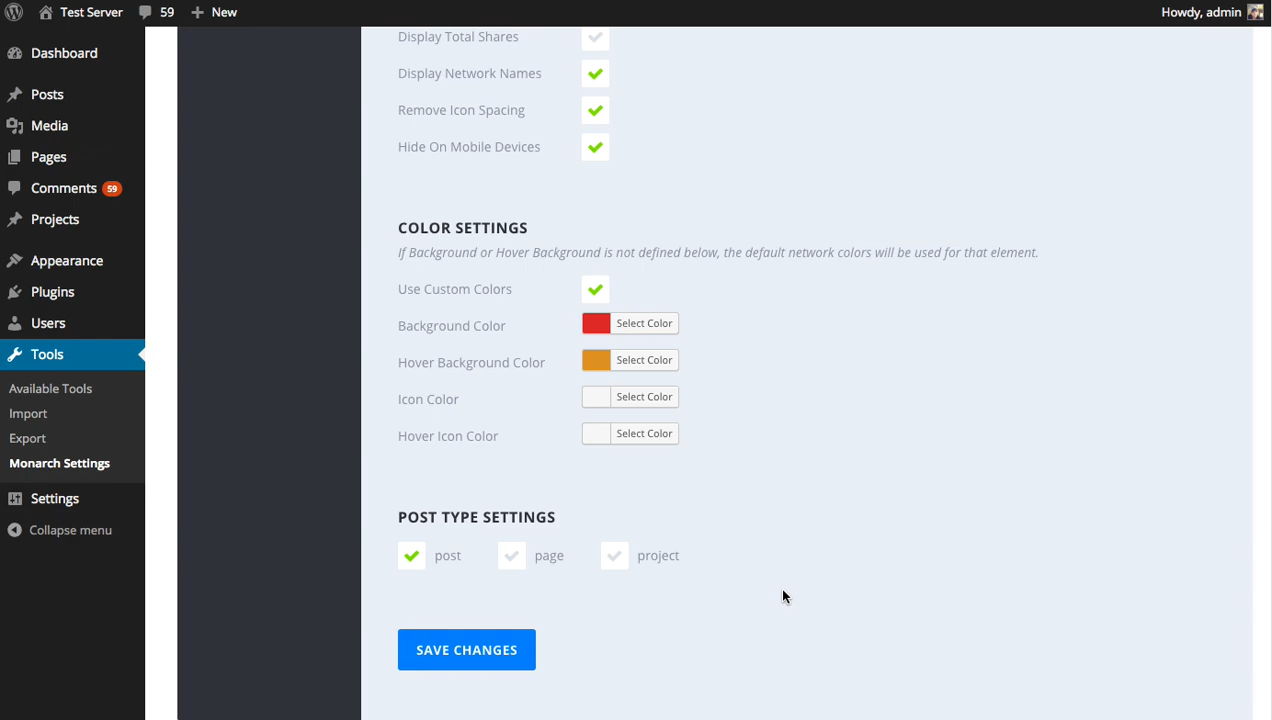 Test Server 59 New Howdy, admin
Dashboard
Posts
Media
Pages
Comments 59
Projects
Appearance
Plugins
Users
Tools
Available Tools
Import
Export
Monarch Settings
Settings
Collapse menu
Display Total Shares
Display Network Names
Remove Icon Spacing
Hide On Mobile Devices
COLOR SETTINGS
If Background or Hover Background is not defined below, the default network colors will be used for that element.
Use Custom Colors
Background Color Select Color
Hover Background Color Select Color
Icon Color Select Color
Hover Icon Color Select Color
POST TYPE SETTINGS
post page project
SAVE CHANGES